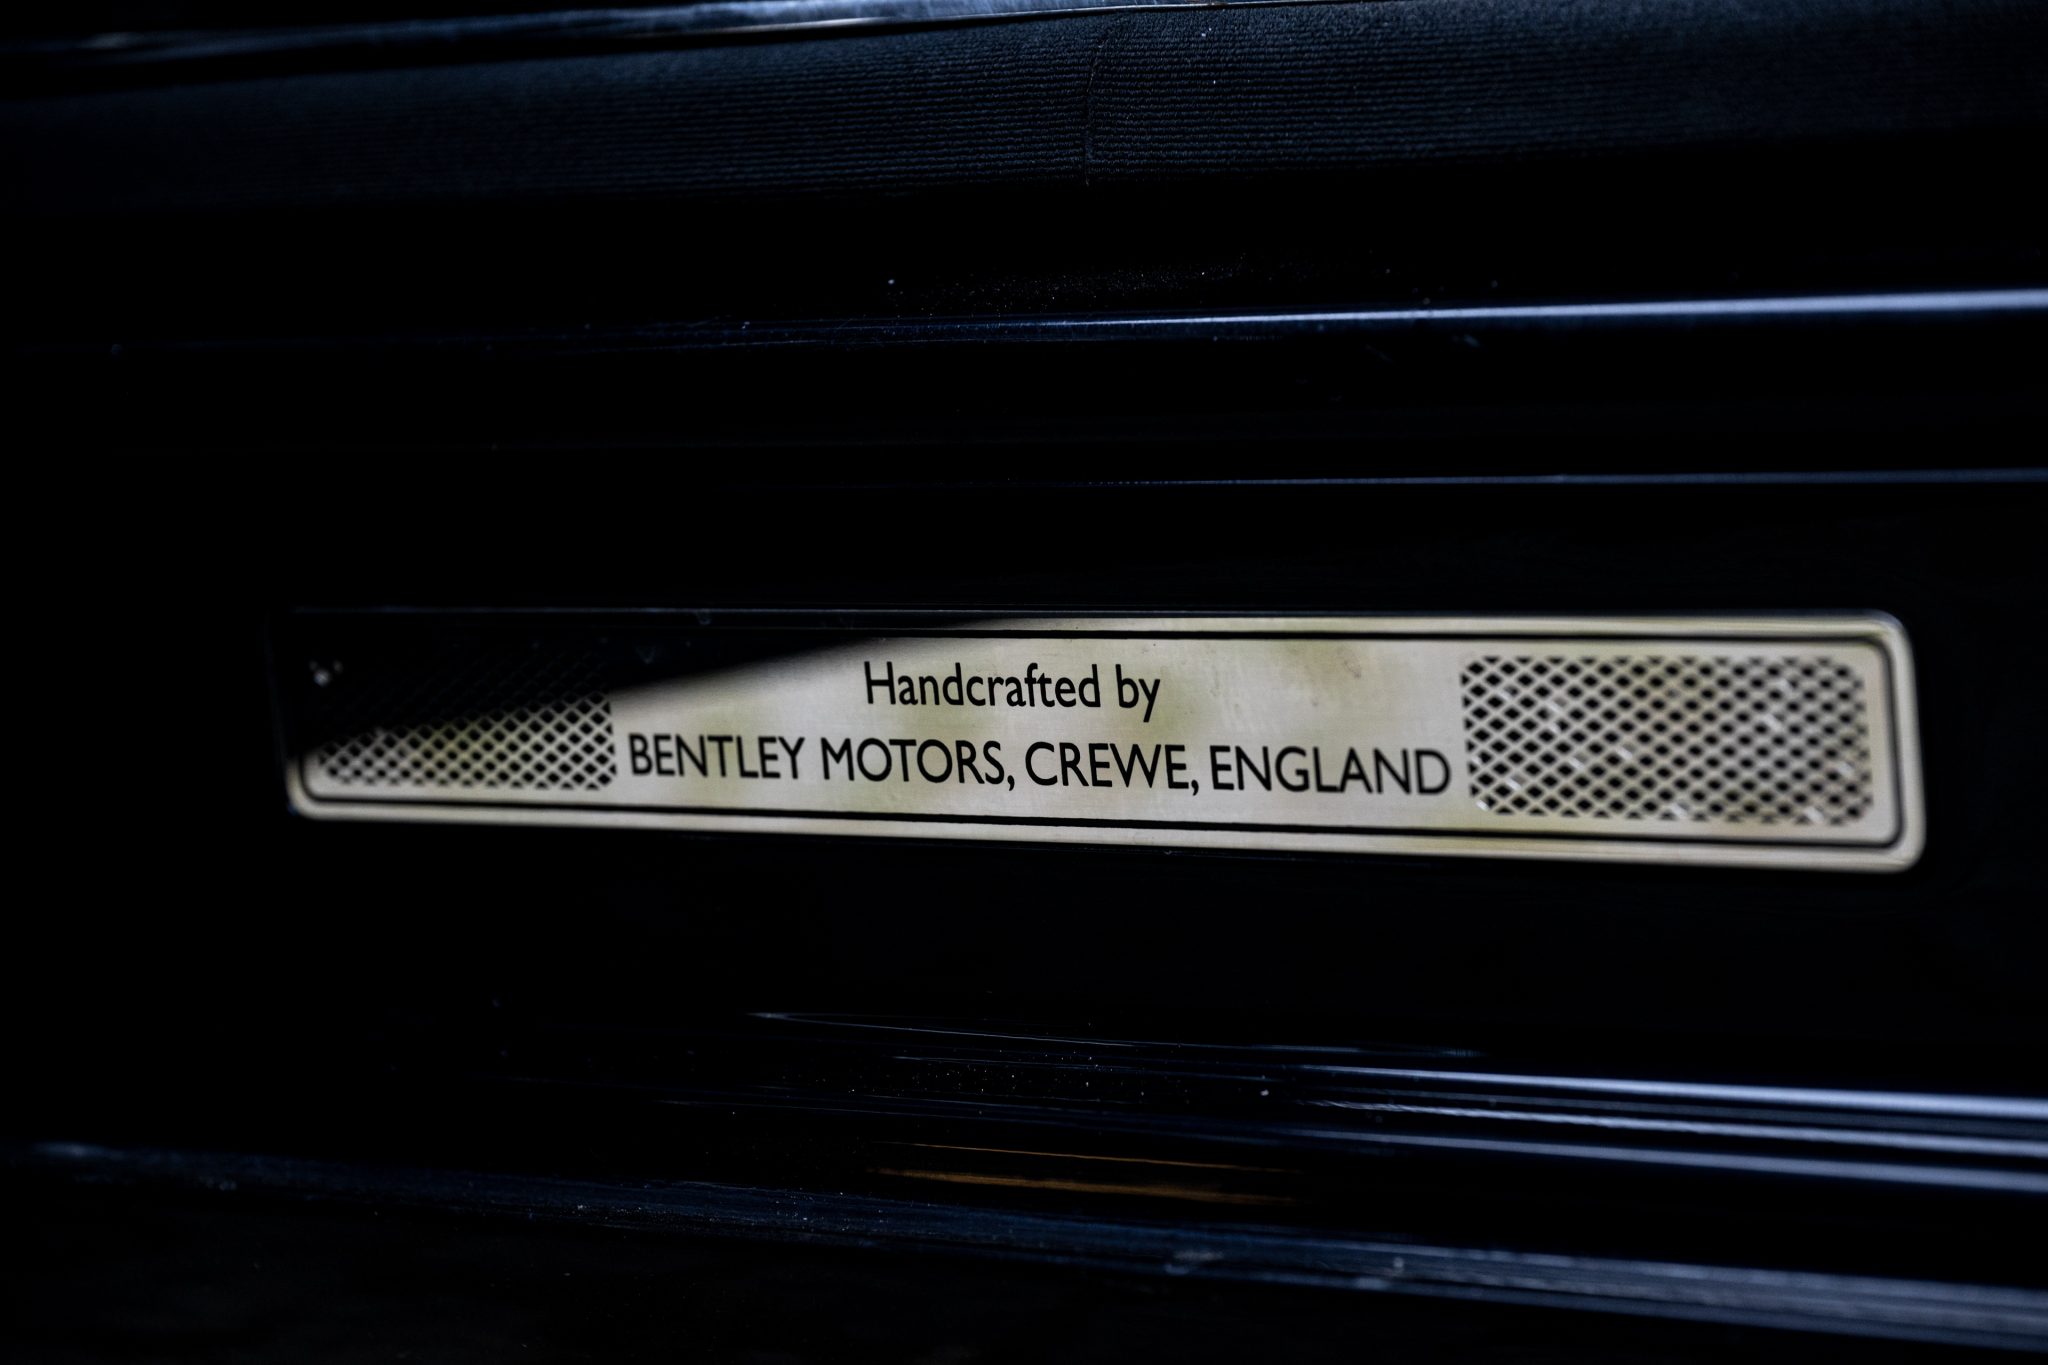 Handcrafted by
BENTLEY MOTORS, CREWE, ENGLAND